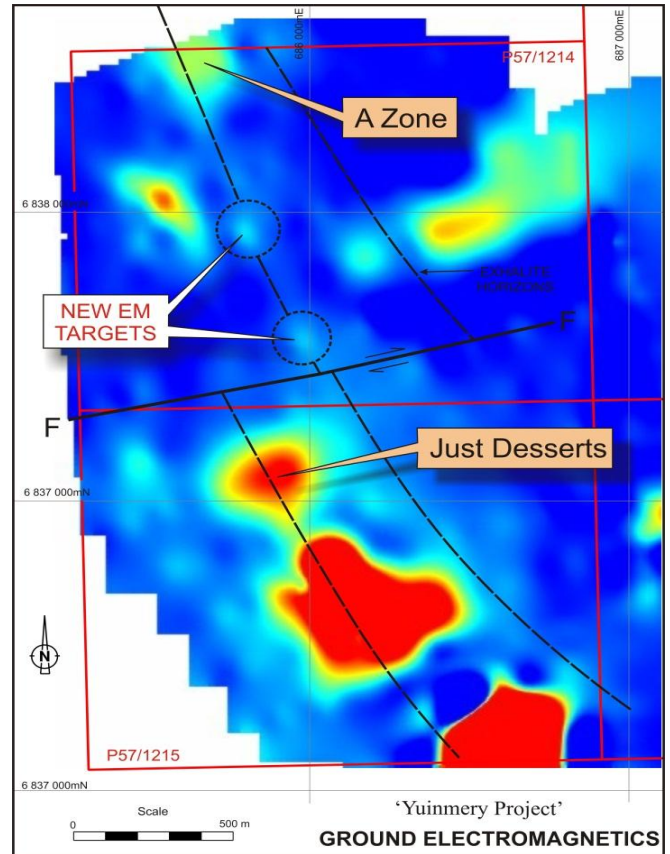 686 000mE
687 000mE
P57/1214
A Zone
6 838 000mN
EXHALITE
HORIZONS
NEW EM
TARGETS
F
F
Just Desserts
6 837 000mN
N
P57/1215
6 837 000mN
Scale
0
500 m
‘Yuinmery Project’
GROUND ELECTROMAGNETICS